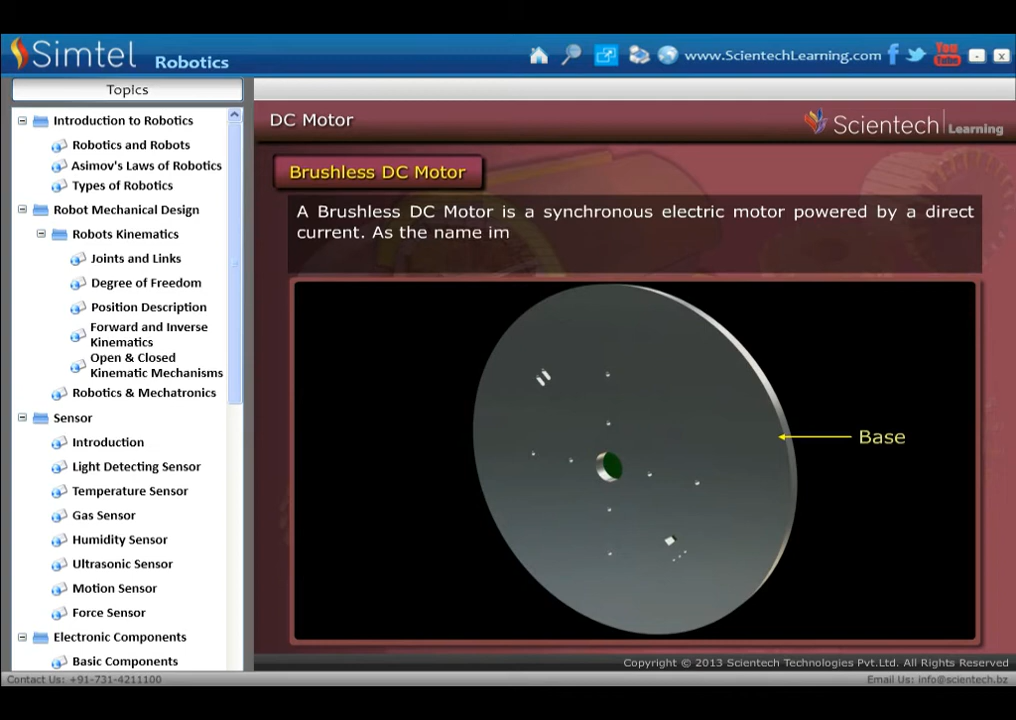 Simtel Robotics
www.ScientechLearning.com
You Tube
Topics
Introduction to Robotics
Robotics and Robots
Asimov's Laws of Robotics
Types of Robotics
Robot Mechanical Design
Robots Kinematics
Joints and Links
Degree of Freedom
Position Description
Forward and Inverse
Kinematics
Open & Closed
Kinematic Mechanisms
Robotics & Mechatronics
Sensor
Introduction
Light Detecting Sensor
Temperature Sensor
Gas Sensor
Humidity Sensor
Ultrasonic Sensor
Motion Sensor
Force Sensor
Electronic Components
Basic Components
DC Motor
Scientech Learning
Brushless DC Motor
A Brushless DC Motor is a synchronous electric motor powered by a direct
current. As the name im
Base
Copyright © 2013 Scientech Technologies Pvt.Ltd. All Rights Reserved
Contact Us: +91-731-4211100
Email Us: info@scientech.bz